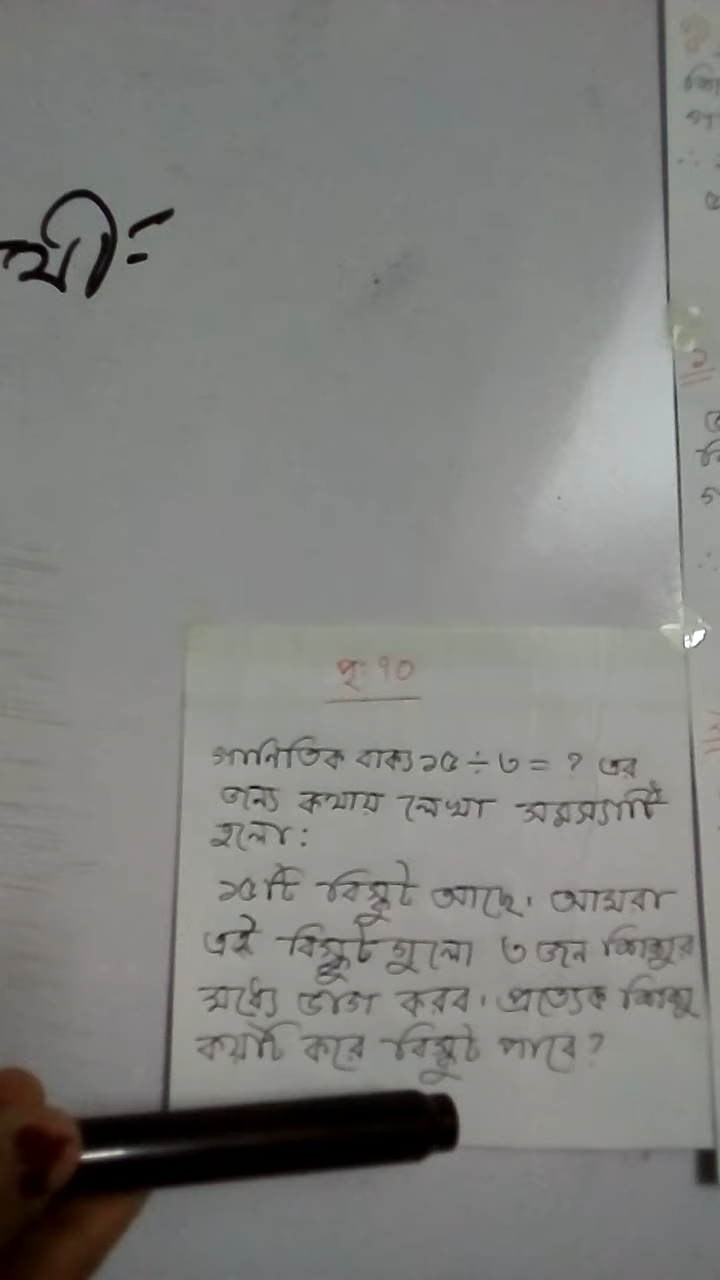 র্থী:
পৃ: ৭০
গাণিতিক বাক্য ১৫ ÷ ৩ = ? এর
জন্য কথায় লেখা সমস্যাটি
হলো:
১৫টি বিস্কুট আছে। আমরা
এই বিস্কুটগুলো ৩ জন শিশুর
মধ্যে ভাগ করব। প্রত্যেক শিশু
কয়টি করে বিস্কুট পাবে?